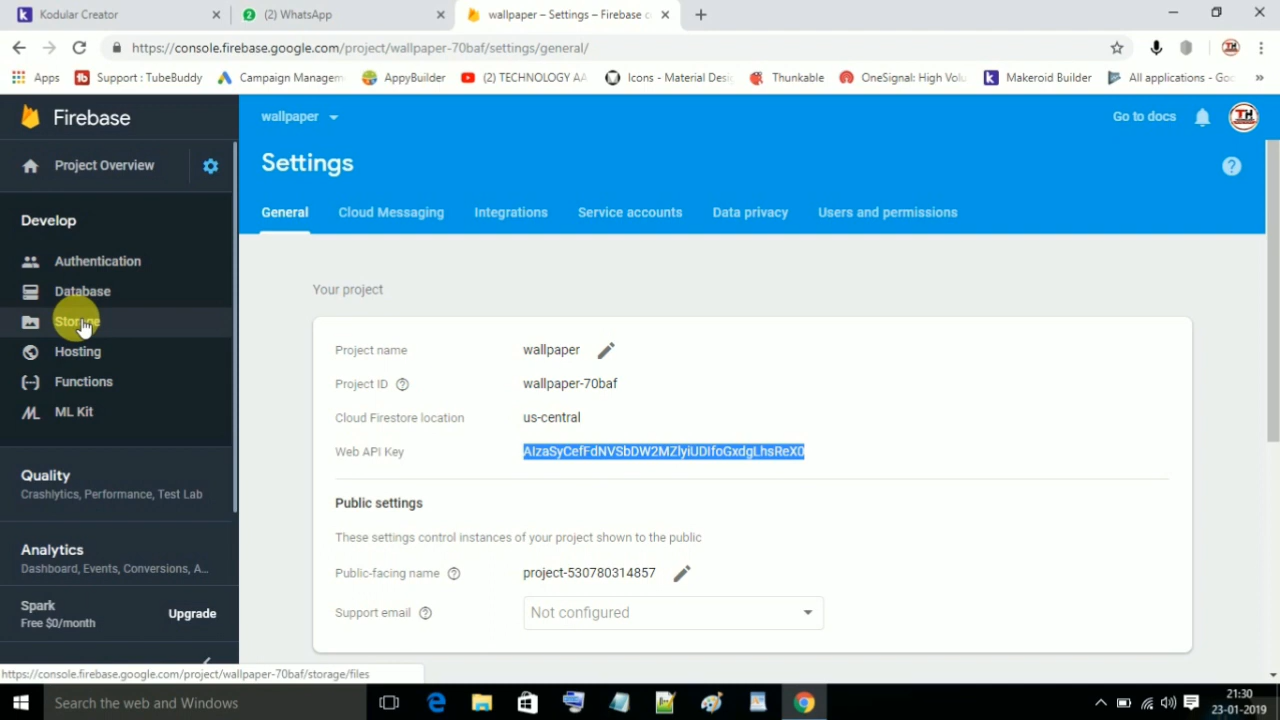 Kodular Creator
(2) WhatsApp
wallpaper – Settings – Firebase c
https://console.firebase.google.com/project/wallpaper-70baf/settings/general/
Apps
Support : TubeBuddy
Campaign Managem
AppyBuilder
(2) TECHNOLOGY AA
Icons - Material Desi
Thunkable
OneSignal: High Volu
Makeroid Builder
All applications - Goo
Firebase
wallpaper
Go to docs
Project Overview
Settings
General
Cloud Messaging
Integrations
Service accounts
Data privacy
Users and permissions
Develop
Authentication
Database
Storage
Hosting
Functions
ML Kit
Quality
Crashlytics, Performance, Test Lab
Analytics
Dashboard, Events, Conversions, A...
Spark
Free $0/month
Upgrade
Your project
Project name
wallpaper
Project ID
wallpaper-70baf
Cloud Firestore location
us-central
Web API Key
AIzaSyCefFdNVSbDW2MZlyiUDIfoGxdgLhsReX0
Public settings
These settings control instances of your project shown to the public
Public-facing name
project-530780314857
Support email
Not configured
https://console.firebase.google.com/project/wallpaper-70baf/storage/files
Search the web and Windows
21:30
23-01-2019